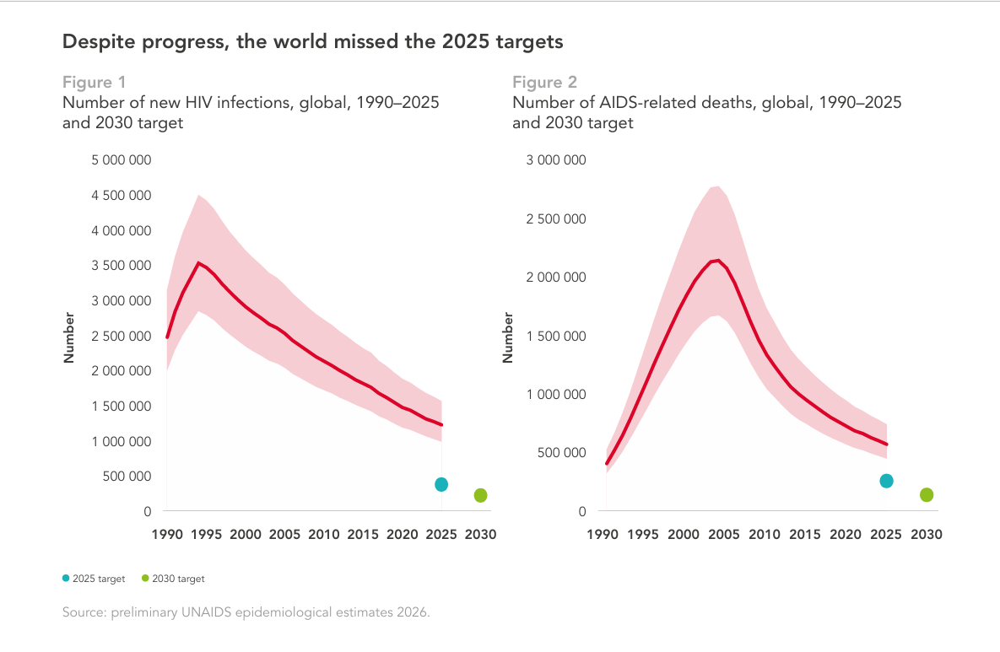 Despite progress, the world missed the 2025 targets
Figure 1
Number of new HIV infections, global, 1990–2025
and 2030 target
5 000 000
4 500 000
4 000 000
3 500 000
3 000 000
2 500 000
2 000 000
1 500 000
1 000 000
500 000
0
Number
1990 1995 2000 2005 2010 2015 2020 2025 2030
Figure 2
Number of AIDS-related deaths, global, 1990–2025
and 2030 target
3 000 000
2 500 000
2 000 000
1 500 000
1 000 000
500 000
0
Number
1990 1995 2000 2005 2010 2015 2020 2025 2030
2025 target 2030 target
Source: preliminary UNAIDS epidemiological estimates 2026.